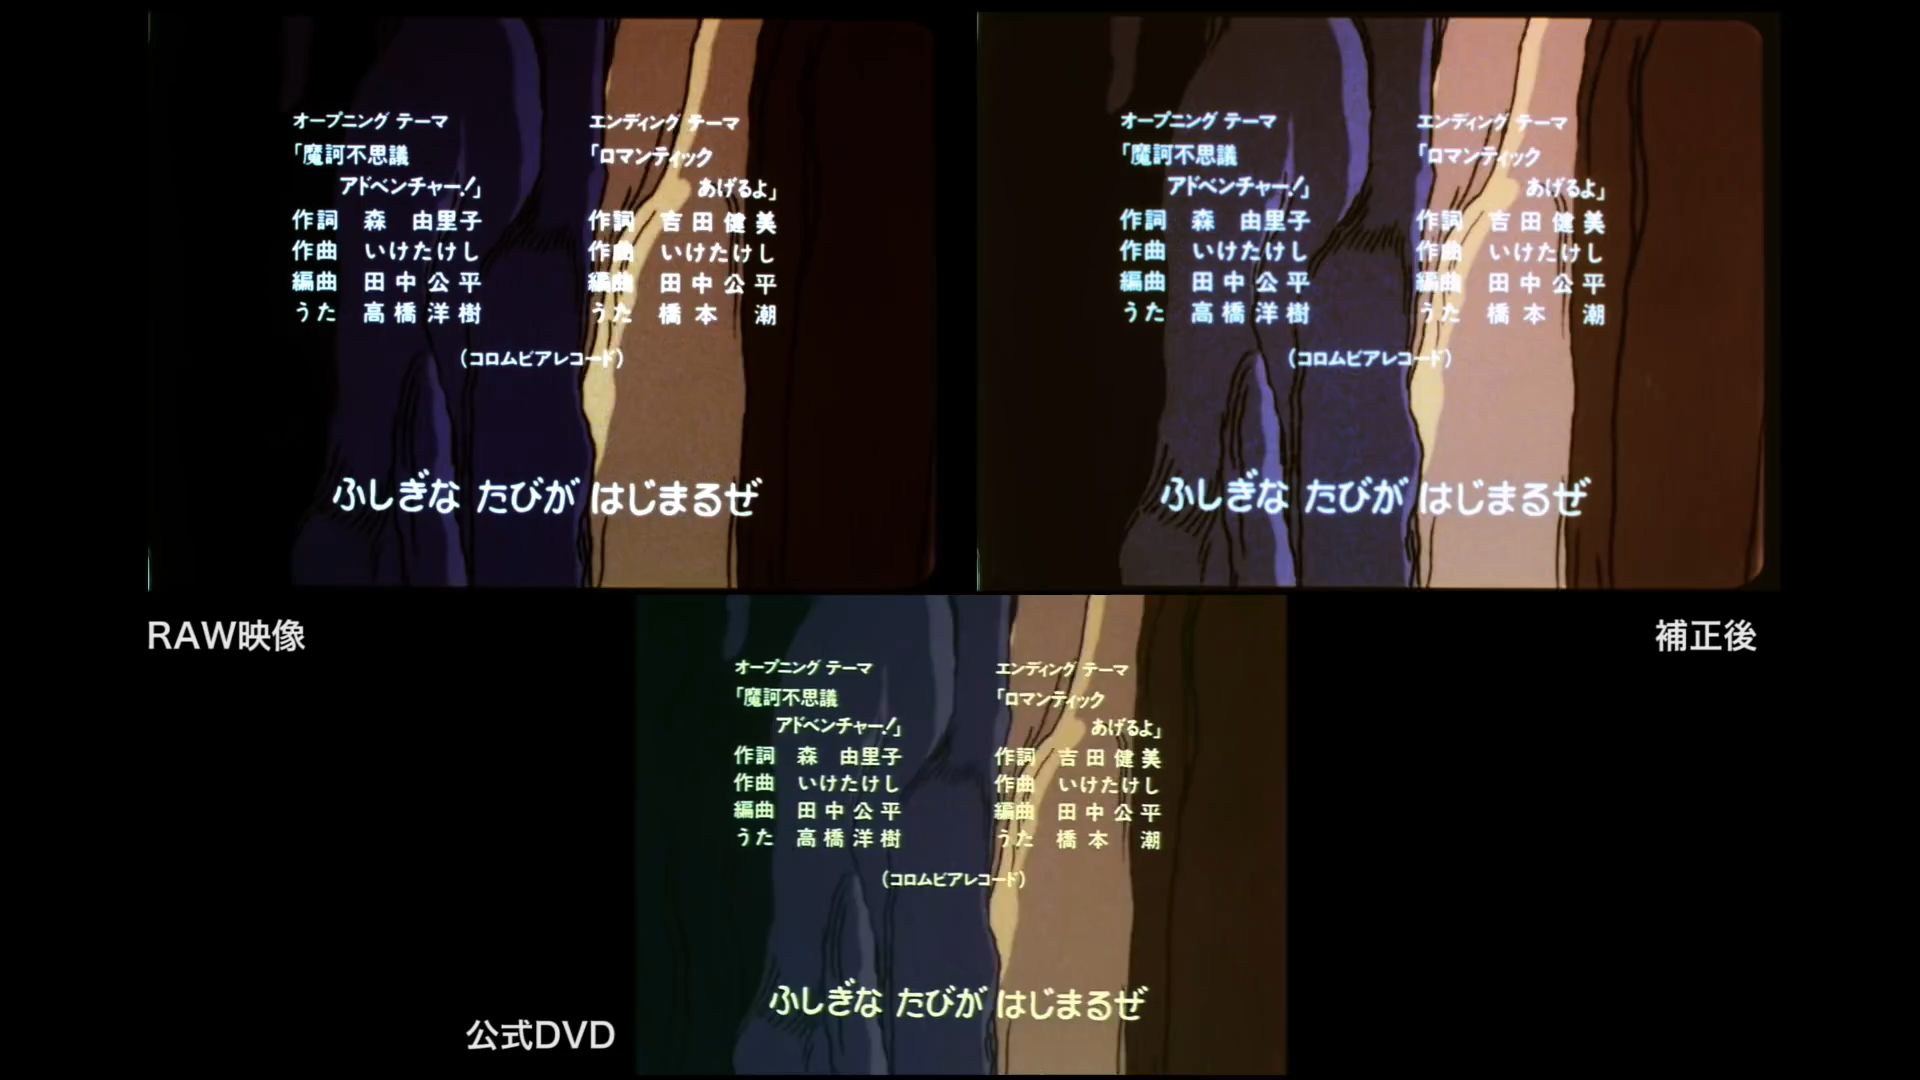 オープニング テーマ
「魔訶不思議
アドベンチャー!」
作詞 森 由里子
作曲 いけたけし
編曲 田中公平
うた 高橋洋樹
エンディング テーマ
「ロマンティック
あげるよ」
作詞 吉田健美
作曲 いけたけし
編曲 田中公平
うた 橋本 潮
(コロムビアレコード)
ふしぎな たびが はじまるぜ
RAW映像
オープニング テーマ
「魔訶不思議
アドベンチャー!」
作詞 森 由里子
作曲 いけたけし
編曲 田中公平
うた 高橋洋樹
エンディング テーマ
「ロマンティック
あげるよ」
作詞 吉田健美
作曲 いけたけし
編曲 田中公平
うた 橋本 潮
(コロムビアレコード)
ふしぎな たびが はじまるぜ
補正後
オープニング テーマ
「魔訶不思議
アドベンチャー!」
作詞 森 由里子
作曲 いけたけし
編曲 田中公平
うた 高橋洋樹
エンディング テーマ
「ロマンティック
あげるよ」
作詞 吉田健美
作曲 いけたけし
編曲 田中公平
うた 橋本 潮
(コロムビアレコード)
ふしぎな たびが はじまるぜ
公式DVD